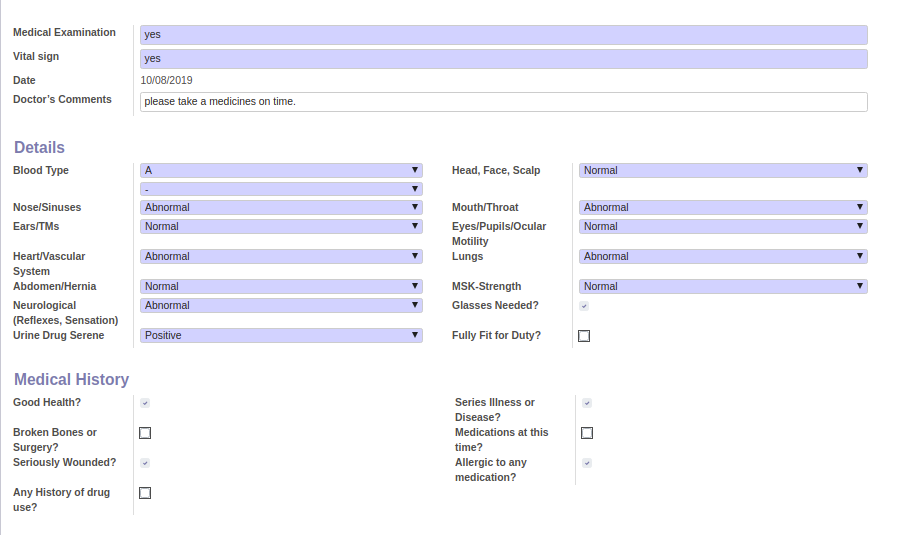 Medical Examination yes
Vital sign yes
Date 10/08/2019
Doctor's Comments please take a medicines on time.
Details
Blood Type A Head, Face, Scalp Normal
-
Nose/Sinuses Abnormal Mouth/Throat Abnormal
Ears/TMs Normal Eyes/Pupils/Ocular Normal
Motility
Heart/Vascular Abnormal Lungs Abnormal
System
Abdomen/Hernia Normal MSK-Strength Normal
Neurological Abnormal Glasses Needed?
(Reflexes, Sensation)
Urine Drug Serene Positive Fully Fit for Duty?
Medical History
Good Health? Series Illness or
Disease?
Broken Bones or Medications at this
Surgery? time?
Seriously Wounded? Allergic to any
medication?
Any History of drug
use?